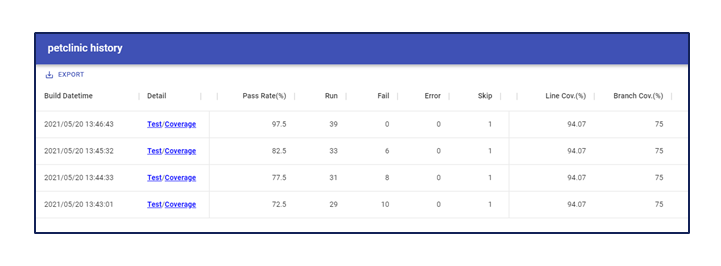 petclinic history
EXPORT
Build Datetime Detail Pass Rate(%) Run Fail Error Skip Line Cov.(%) Branch Cov.(%)
2021/05/20 13:46:43 Test/Coverage 97.5 39 0 0 1 94.07 75
2021/05/20 13:45:32 Test/Coverage 82.5 33 6 0 1 94.07 75
2021/05/20 13:44:33 Test/Coverage 77.5 31 8 0 1 94.07 75
2021/05/20 13:43:01 Test/Coverage 72.5 29 10 0 1 94.07 75